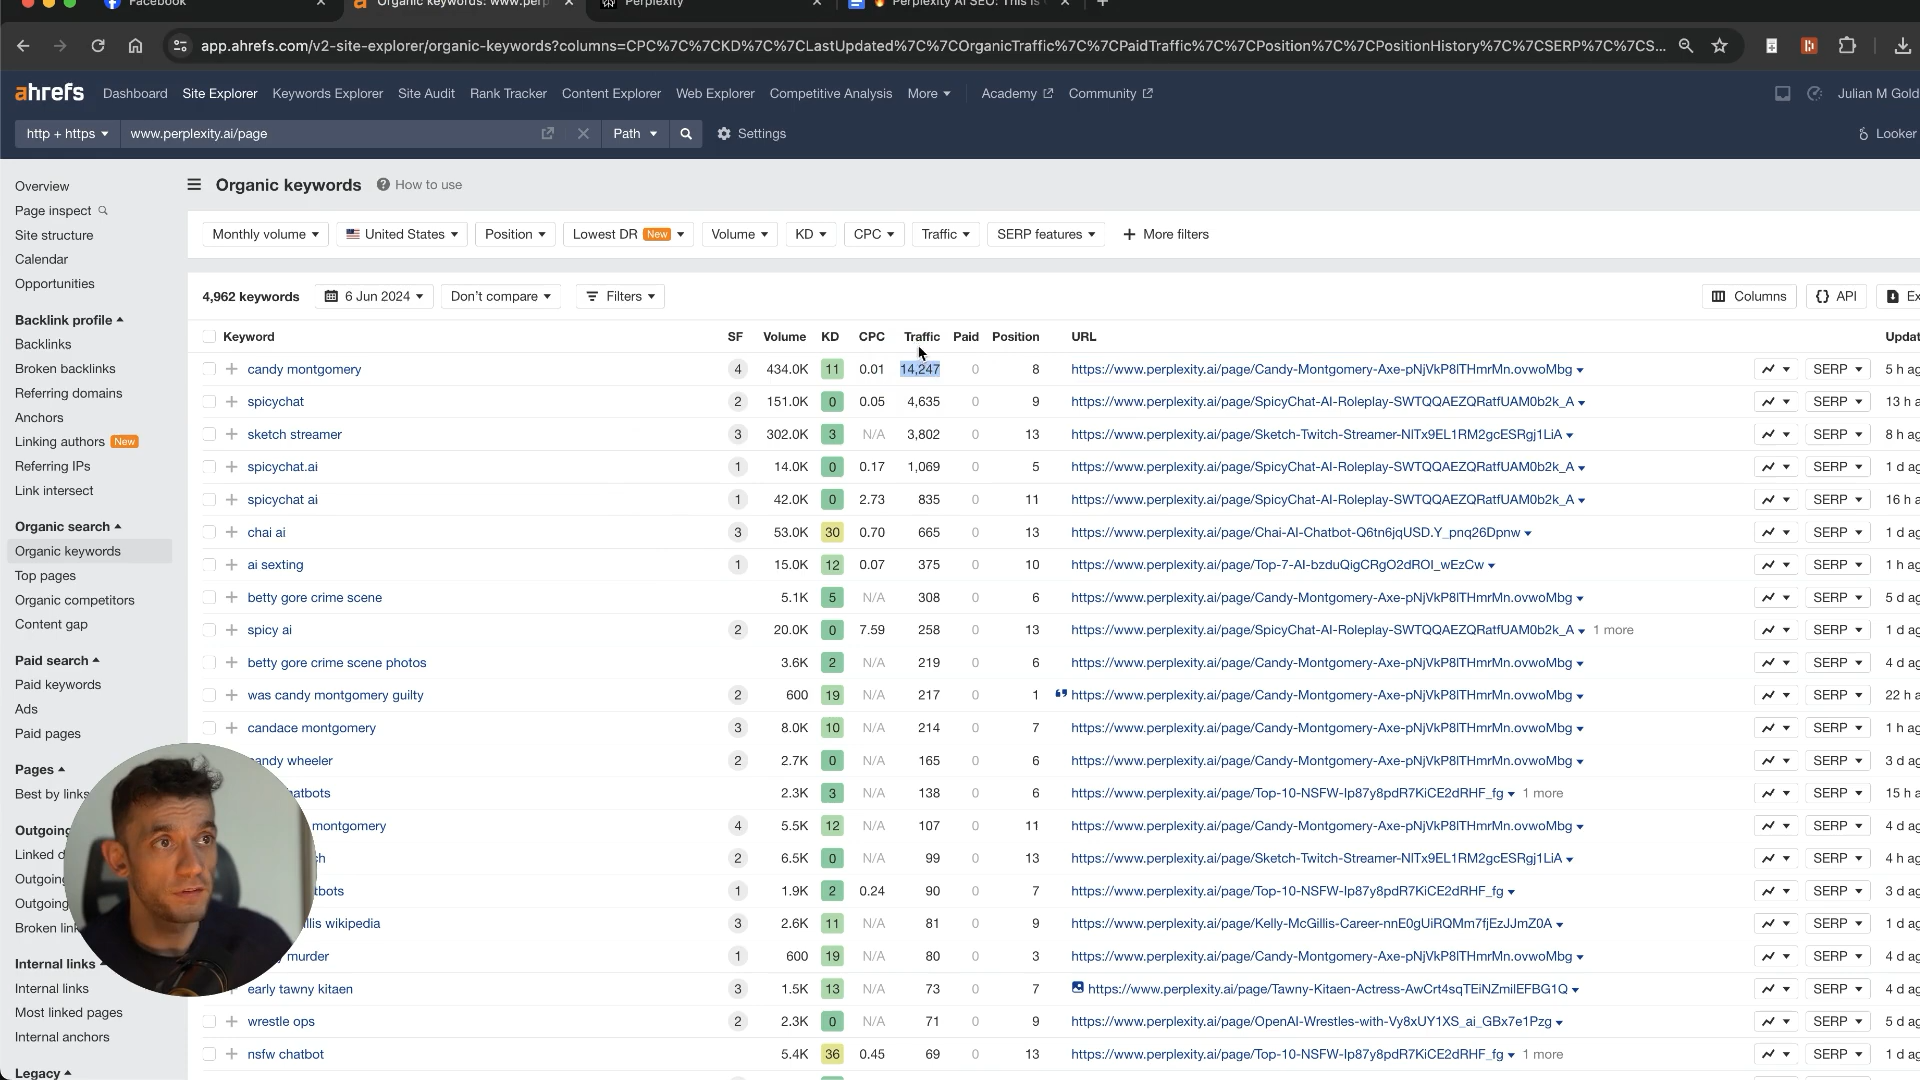 Facebook
Organic keywords: www.perp
Perplexity
Perplexity AI SEO: This is
app.ahrefs.com/v2-site-explorer/organic-keywords?columns=CPC%7C%7CKD%7C%7CLastUpdated%7C%7COrganicTraffic%7C%7CPaidTraffic%7C%7CPosition%7C%7CPositionHistory%7C%7CSERP%7C%7CS...
ahrefs Dashboard Site Explorer Keywords Explorer Site Audit Rank Tracker Content Explorer Web Explorer Competitive Analysis More Academy Community Julian M Gold
http + https www.perplexity.ai/page Path Settings Looker
Overview
Page inspect
Site structure
Calendar
Opportunities
Backlink profile
Backlinks
Broken backlinks
Referring domains
Anchors
Linking authors New
Referring IPs
Link intersect
Organic search
Organic keywords
Top pages
Organic competitors
Content gap
Paid search
Paid keywords
Ads
Paid pages
Pages
Best by links
Outgoing
Linked d
Outgoing
Outgoing
Broken link
Internal links
Internal links
Most linked pages
Internal anchors
Legacy
Organic keywords How to use
Monthly volume United States Position Lowest DR New Volume KD CPC Traffic SERP features More filters
4,962 keywords 6 Jun 2024 Don't compare Filters Columns API Ex
Keyword SF Volume KD CPC Traffic Paid Position URL Updat
candy montgomery 4 434.0K 11 0.01 14,247 0 8 https://www.perplexity.ai/page/Candy-Montgomery-Axe-pNjVkP8lTHmrMn.ovwoMbg SERP 5 h ag
spicychat 2 151.0K 0 0.05 4,635 0 9 https://www.perplexity.ai/page/SpicyChat-AI-Roleplay-SWTQQAEZQRatfUAM0b2k_A SERP 13 h a
sketch streamer 3 302.0K 3 N/A 3,802 0 13 https://www.perplexity.ai/page/Sketch-Twitch-Streamer-NlTx9EL1RM2gcESRgj1LiA SERP 8 h ag
spicychat.ai 1 14.0K 0 0.17 1,069 0 5 https://www.perplexity.ai/page/SpicyChat-AI-Roleplay-SWTQQAEZQRatfUAM0b2k_A SERP 1 d ag
spicychat ai 1 42.0K 0 2.73 835 0 11 https://www.perplexity.ai/page/SpicyChat-AI-Roleplay-SWTQQAEZQRatfUAM0b2k_A SERP 16 h a
chai ai 3 53.0K 30 0.70 665 0 13 https://www.perplexity.ai/page/Chai-AI-Chatbot-Q6tn6jqUSD.Y_pnq26Dpnw SERP 1 d ag
ai sexting 1 15.0K 12 0.07 375 0 10 https://www.perplexity.ai/page/Top-7-AI-bzduQigCRgO2dROI_wEzCw SERP 1 h ag
betty gore crime scene 5.1K 5 N/A 308 0 6 https://www.perplexity.ai/page/Candy-Montgomery-Axe-pNjVkP8lTHmrMn.ovwoMbg SERP 5 d ag
spicy ai 2 20.0K 0 7.59 258 0 13 https://www.perplexity.ai/page/SpicyChat-AI-Roleplay-SWTQQAEZQRatfUAM0b2k_A 1 more SERP 1 d ag
betty gore crime scene photos 3.6K 2 N/A 219 0 6 https://www.perplexity.ai/page/Candy-Montgomery-Axe-pNjVkP8lTHmrMn.ovwoMbg SERP 4 d ag
was candy montgomery guilty 2 600 19 N/A 217 0 1 https://www.perplexity.ai/page/Candy-Montgomery-Axe-pNjVkP8lTHmrMn.ovwoMbg SERP 22 h a
candace montgomery 3 8.0K 10 N/A 214 0 7 https://www.perplexity.ai/page/Candy-Montgomery-Axe-pNjVkP8lTHmrMn.ovwoMbg SERP 1 h ag
andy wheeler 2 2.7K 0 N/A 165 0 6 https://www.perplexity.ai/page/Candy-Montgomery-Axe-pNjVkP8lTHmrMn.ovwoMbg SERP 3 d ag
atbots 2.3K 3 N/A 138 0 6 https://www.perplexity.ai/page/Top-10-NSFW-Ip87y8pdR7KiCE2dRHF_fg 1 more SERP 15 h a
montgomery 4 5.5K 12 N/A 107 0 11 https://www.perplexity.ai/page/Candy-Montgomery-Axe-pNjVkP8lTHmrMn.ovwoMbg SERP 4 d ag
ch 2 6.5K 0 N/A 99 0 13 https://www.perplexity.ai/page/Sketch-Twitch-Streamer-NlTx9EL1RM2gcESRgj1LiA SERP 4 h ag
tbots 1 1.9K 2 0.24 90 0 7 https://www.perplexity.ai/page/Top-10-NSFW-Ip87y8pdR7KiCE2dRHF_fg SERP 3 d ag
llis wikipedia 3 2.6K 11 N/A 81 0 9 https://www.perplexity.ai/page/Kelly-McGillis-Career-nnE0gUiRQMm7fjEzJJmZ0A SERP 1 d ag
murder 1 600 19 N/A 80 0 3 https://www.perplexity.ai/page/Candy-Montgomery-Axe-pNjVkP8lTHmrMn.ovwoMbg SERP 4 d ag
early tawny kitaen 3 1.5K 13 N/A 73 0 7 https://www.perplexity.ai/page/Tawny-Kitaen-Actress-AwCrt4sqTEiNZmilEFBG1Q SERP 4 d ag
wrestle ops 2 2.3K 0 N/A 71 0 9 https://www.perplexity.ai/page/OpenAI-Wrestles-with-Vy8xUY1XS_ai_GBx7e1Pzg SERP 5 d ag
nsfw chatbot 5.4K 36 0.45 69 0 13 https://www.perplexity.ai/page/Top-10-NSFW-Ip87y8pdR7KiCE2dRHF_fg 1 more SERP 1 d ag